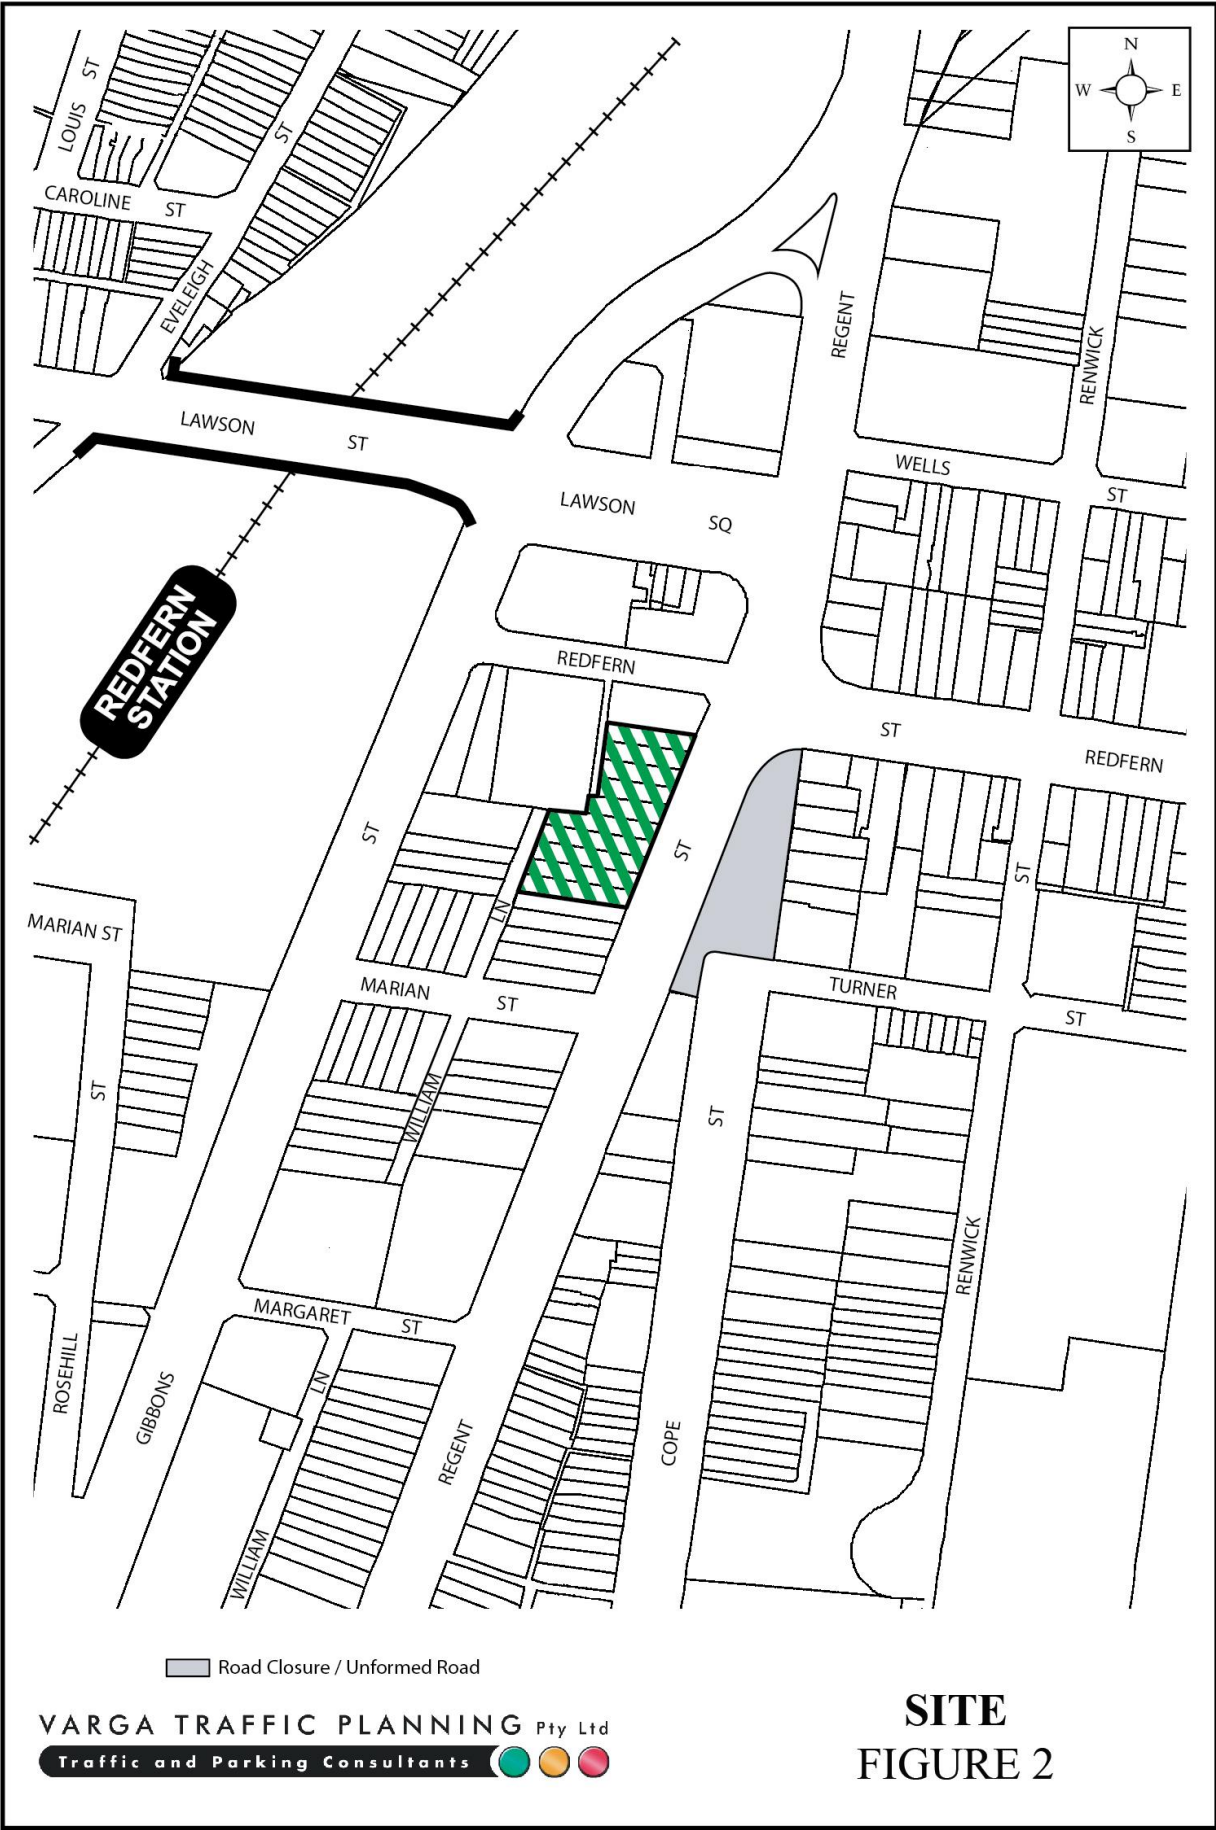 N
W E
S
LOUIS ST
ST
CAROLINE ST
EVELEIGH
REGENT
RENWICK
LAWSON ST
WELLS
ST
LAWSON SQ
REDFERN
STATION
REDFERN
ST
REDFERN
ST
ST
ST
LN
MARIAN ST
MARIAN ST
TURNER
ST
ST
WILLIAM
ST
RENWICK
MARGARET ST
ROSEHILL
GIBBONS
LN
REGENT
COPE
WILLIAM
Road Closure / Unformed Road
VARGA TRAFFIC PLANNING Pty Ltd
Traffic and Parking Consultants
SITE
FIGURE 2